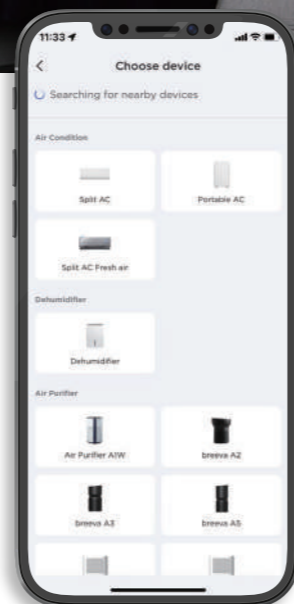 11:33
Choose device
Searching for nearby devices
Air Condition
Split AC
Portable AC
Split AC Fresh air
Dehumidifier
Dehumidifier
Air Purifier
Air Purifier A1W
breeva A2
breeva A3
breeva A5